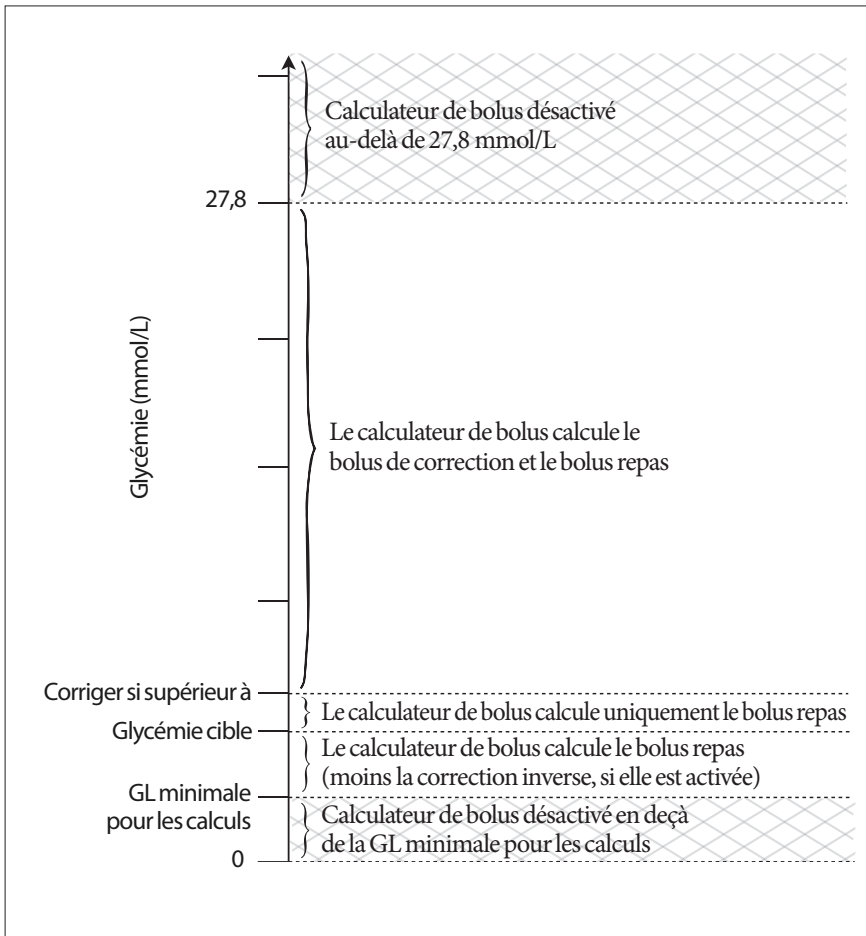 Calculateur de bolus désactivé
au-delà de 27,8 mmol/L
27,8
Glycémie (mmol/L)
Le calculateur de bolus calcule le
bolus de correction et le bolus repas
Corriger si supérieur à
Le calculateur de bolus calcule uniquement le bolus repas
Glycémie cible
Le calculateur de bolus calcule le bolus repas
(moins la correction inverse, si elle est activée)
GL minimale
pour les calculs
Calculateur de bolus désactivé en deçà
de la GL minimale pour les calculs
0